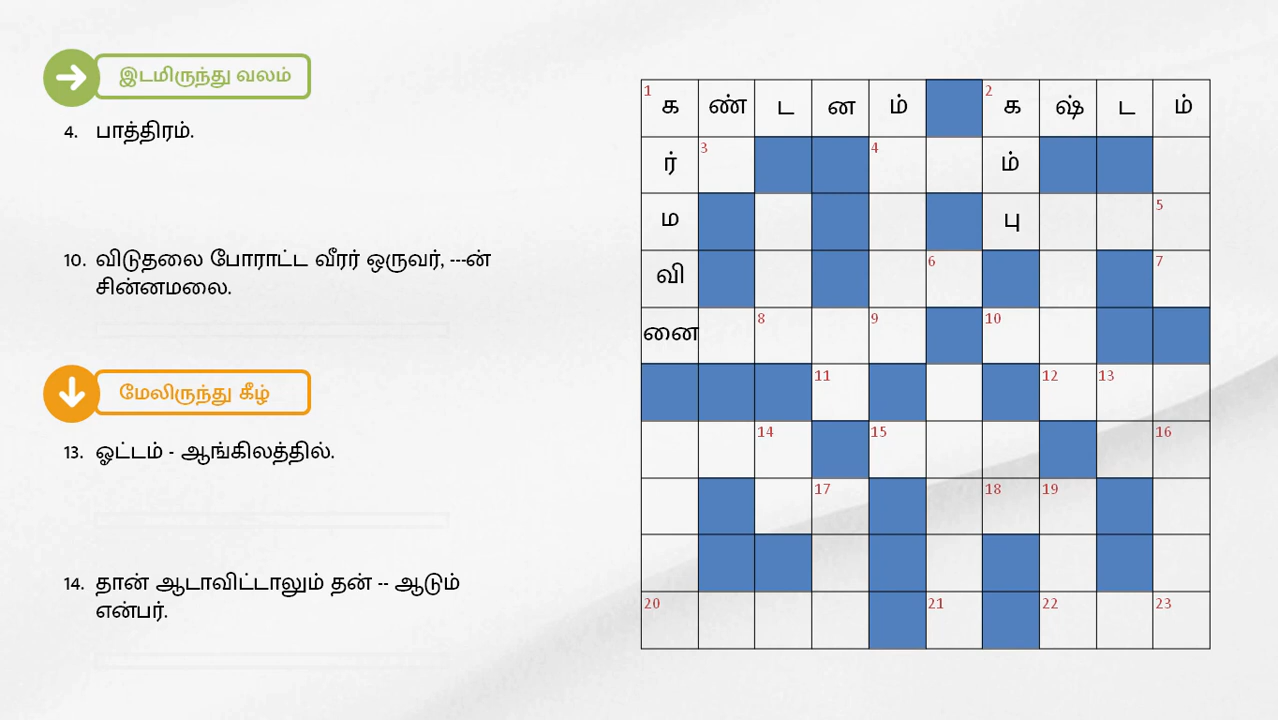 இடமிருந்து வலம்
4. பாத்திரம்.
10. விடுதலை போராட்ட வீரர் ஒருவர், ---ன்
சின்னமலை.
மேலிருந்து கீழ்
13. ஓட்டம் - ஆங்கிலத்தில்.
14. தான் ஆடாவிட்டாலும் தன் -- ஆடும்
என்பர்.
1 க ண் ட ன ம் 2 க ஷ் ட ம்
ர் 3 4 ம்
ம பு 5
வி 6 7
னை 8 9 10
11 12 13
14 15 16
17 18 19
20 21 22 23